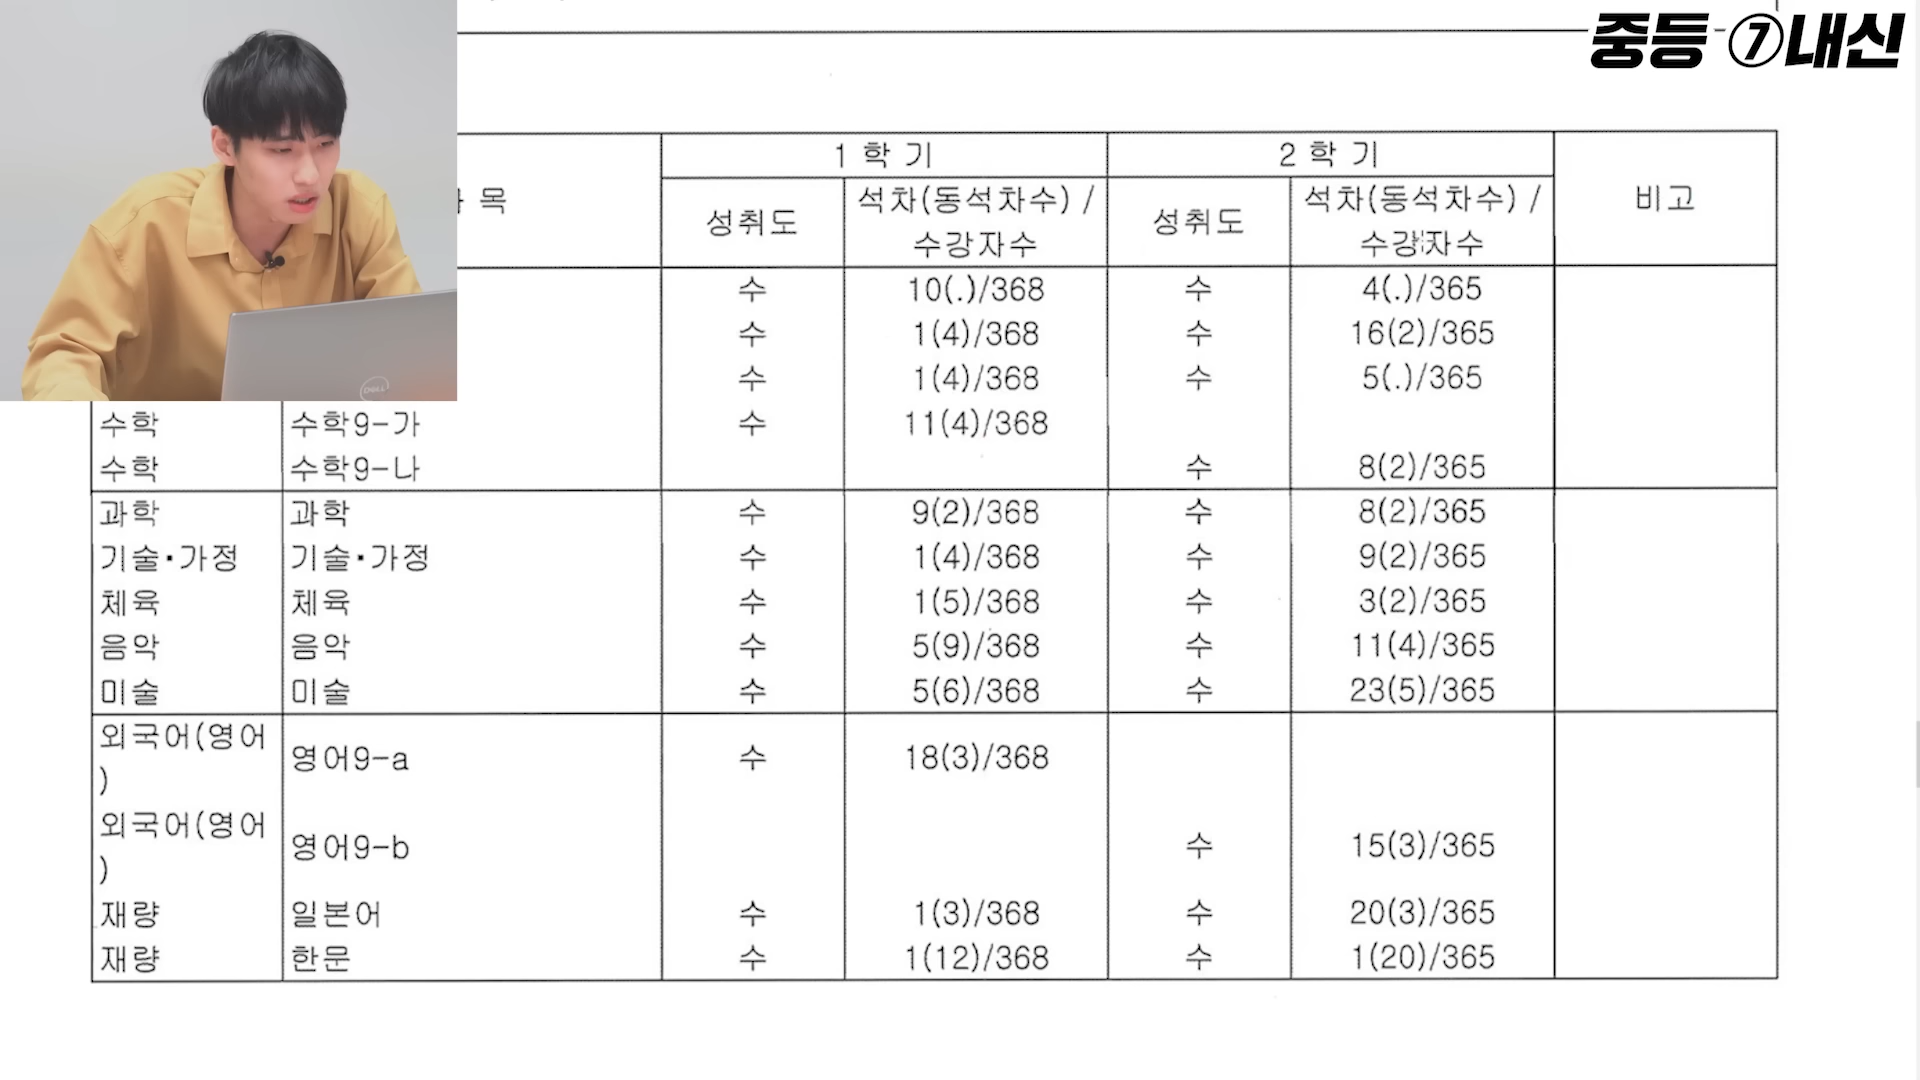 중등-⑦내신
목
1 학 기
2 학 기
비고
성취도
석차(동석차수) /
수강자수
성취도
석차(동석차수) /
수강자수
수 10(.)/368 수 4(.)/365
수 1(4)/368 수 16(2)/365
수 1(4)/368 수 5(.)/365
수학 수학9-가 수 11(4)/368
수학 수학9-나 수 8(2)/365
과학 과학 수 9(2)/368 수 8(2)/365
기술·가정 기술·가정 수 1(4)/368 수 9(2)/365
체육 체육 수 1(5)/368 수 3(2)/365
음악 음악 수 5(9)/368 수 11(4)/365
미술 미술 수 5(6)/368 수 23(5)/365
외국어(영어
) 영어9-a 수 18(3)/368
외국어(영어
) 영어9-b 수 15(3)/365
재량 일본어 수 1(3)/368 수 20(3)/365
재량 한문 수 1(12)/368 수 1(20)/365
DELL